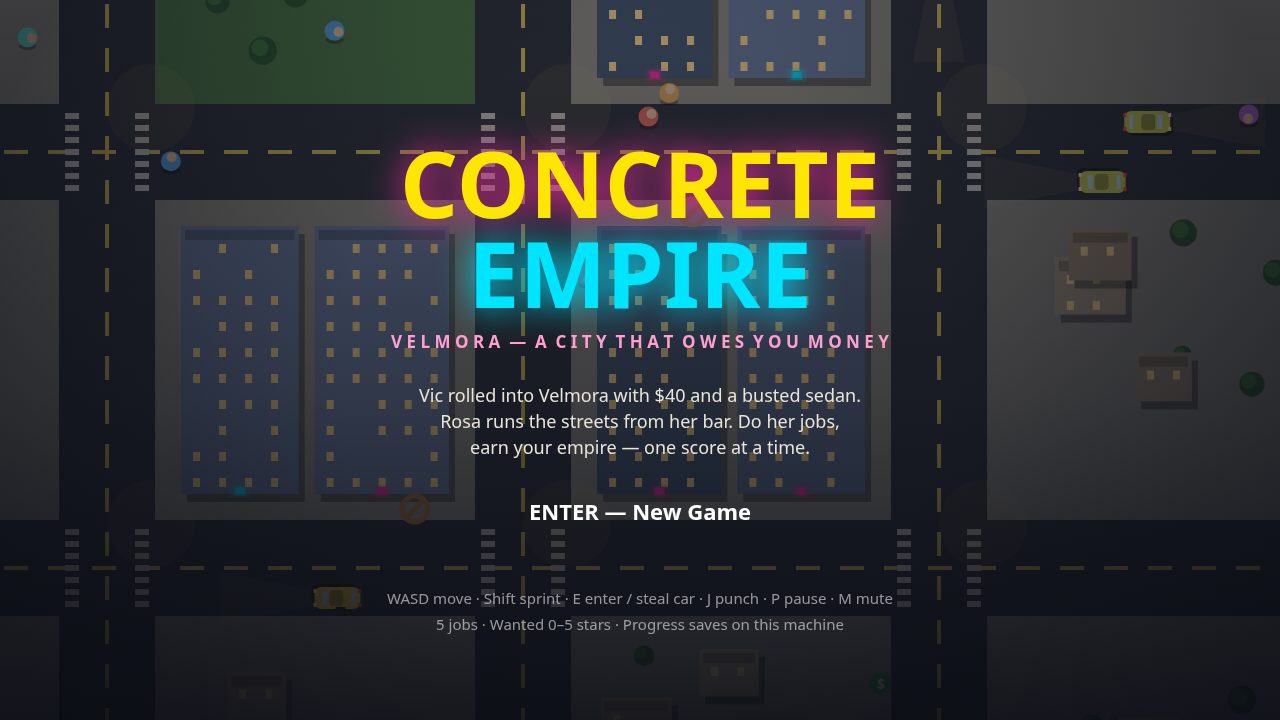 CONCRETE
EMPIRE
VELMORA — A CITY THAT OWES YOU MONEY
Vic rolled into Velmora with $40 and a busted sedan.
Rosa runs the streets from her bar. Do her jobs,
earn your empire — one score at a time.
ENTER — New Game
WASD move · Shift sprint · E enter / steal car · J punch · P pause · M mute
5 jobs · Wanted 0–5 stars · Progress saves on this machine
$